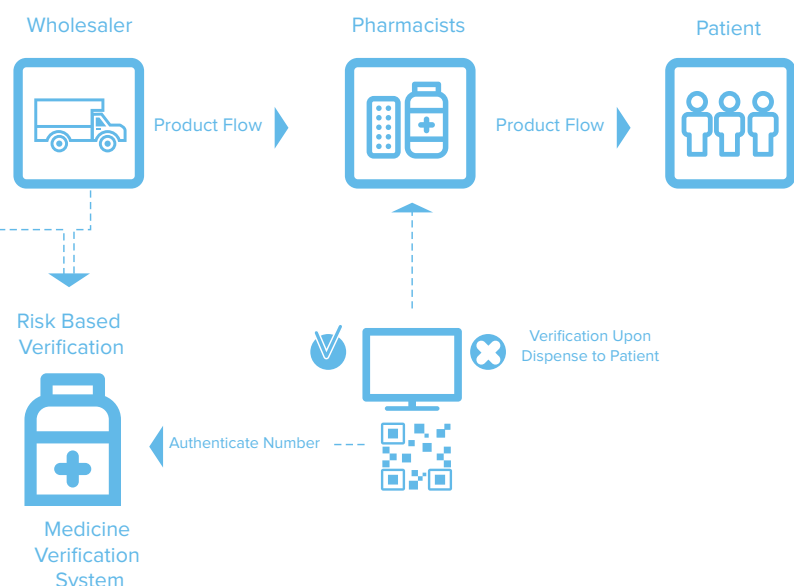 Wholesaler
Pharmacists
Patient
Product Flow
Product Flow
Risk Based
Verification
Verification Upon
Dispense to Patient
Authenticate Number
Medicine
Verification
System